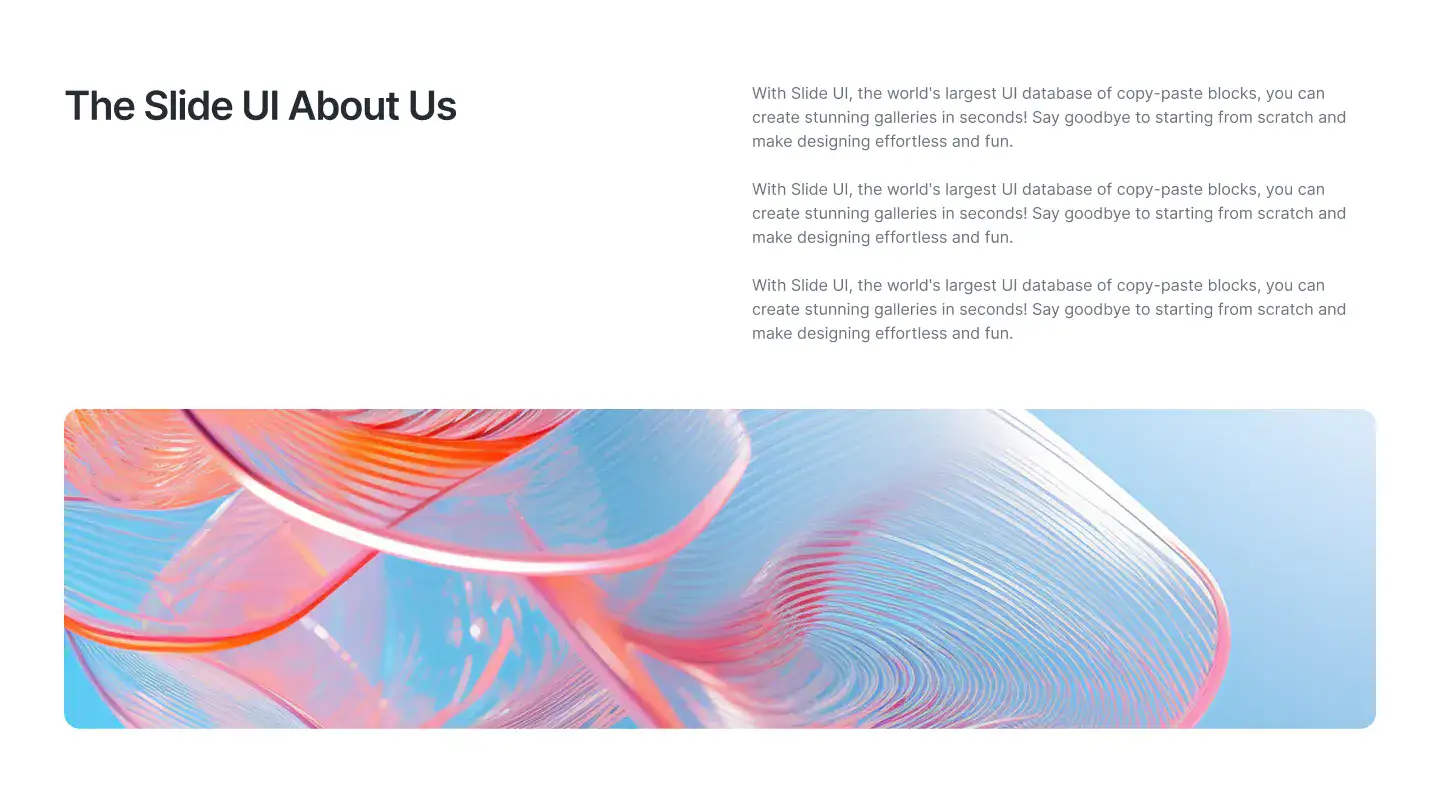 The Slide UI About Us
With Slide UI, the world's largest UI database of copy-paste blocks, you can
create stunning galleries in seconds! Say goodbye to starting from scratch and
make designing effortless and fun.
With Slide UI, the world's largest UI database of copy-paste blocks, you can
create stunning galleries in seconds! Say goodbye to starting from scratch and
make designing effortless and fun.
With Slide UI, the world's largest UI database of copy-paste blocks, you can
create stunning galleries in seconds! Say goodbye to starting from scratch and
make designing effortless and fun.